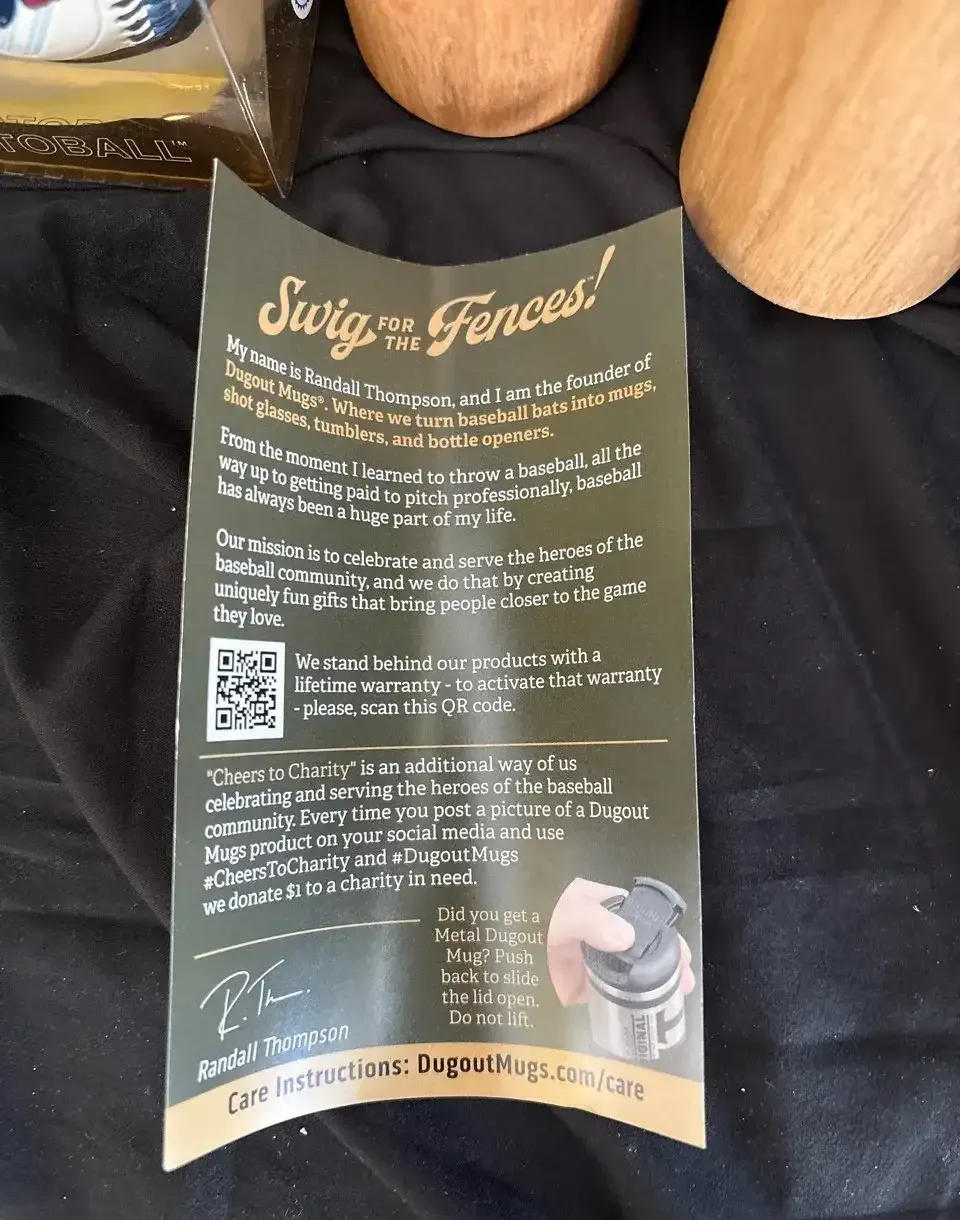 TOBALL™
Swig FOR THE Fences!™
My name is Randall Thompson, and I am the founder of
Dugout Mugs®. Where we turn baseball bats into mugs,
shot glasses, tumblers, and bottle openers.
From the moment I learned to throw a baseball, all the
way up to getting paid to pitch professionally, baseball
has always been a huge part of my life.
Our mission is to celebrate and serve the heroes of the
baseball community, and we do that by creating
uniquely fun gifts that bring people closer to the game
they love.
We stand behind our products with a
lifetime warranty - to activate that warranty
- please, scan this QR code.
"Cheers to Charity" is an additional way of us
celebrating and serving the heroes of the baseball
community. Every time you post a picture of a Dugout
Mugs product on your social media and use
#CheersToCharity and #DugoutMugs
we donate $1 to a charity in need.
Did you get a
Metal Dugout
Mug? Push
back to slide
the lid open.
Do not lift.
R. Th
Randall Thompson
Care Instructions: DugoutMugs.com/care